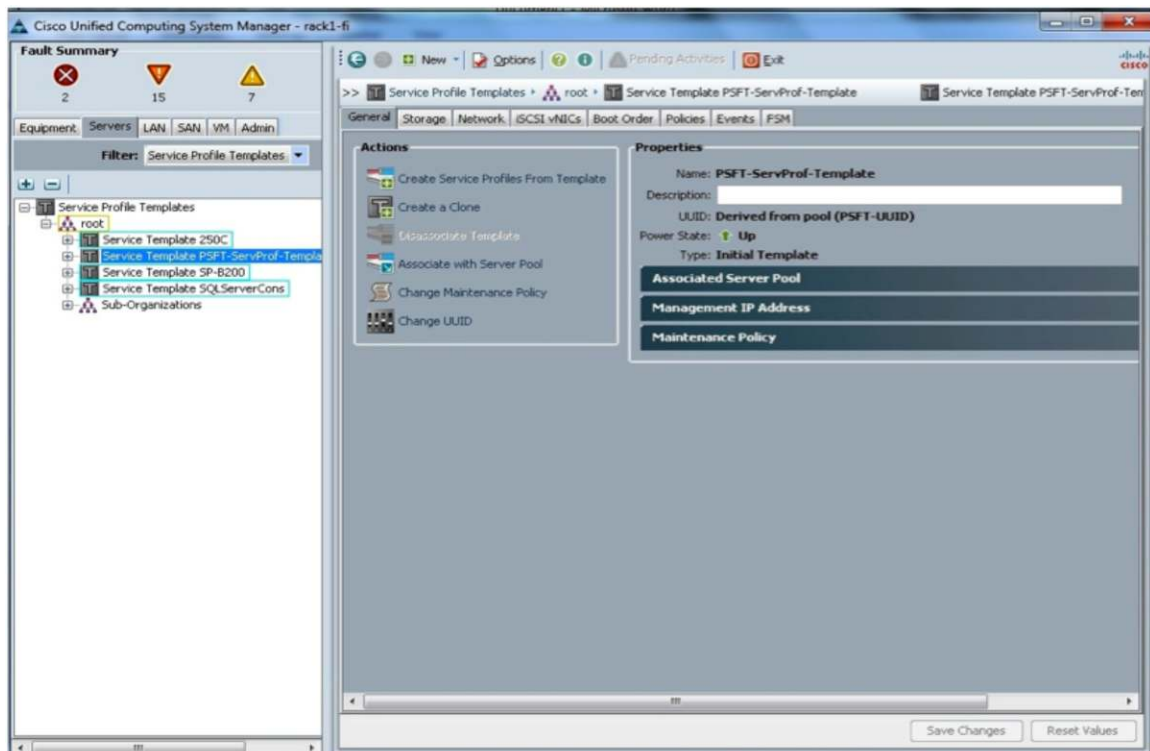 Cisco Unified Computing System Manager - rack1-fi
Fault Summary
2 15 7
Equipment Servers LAN SAN VM Admin
Filter: Service Profile Templates
Service Profile Templates
root
Service Template 250C
Service Template PSFT-ServProf-Templa
Service Template SP-B200
Service Template SQLServerCons
Sub-Organizations
New Options Pending Activities Exit
CISCO
>> Service Profile Templates root Service Template PSFT-ServProf-Template Service Template PSFT-ServProf-Tem
General Storage Network iSCSI vNICs Boot Order Policies Events FSM
Actions
Create Service Profiles From Template
Create a Clone
Disassociate Template
Associate with Server Pool
Change Maintenance Policy
Change UUID
Properties
Name: PSFT-ServProf-Template
Description:
UUID: Derived from pool (PSFT-UUID)
Power State: Up
Type: Initial Template
Associated Server Pool
Management IP Address
Maintenance Policy
Save Changes Reset Values